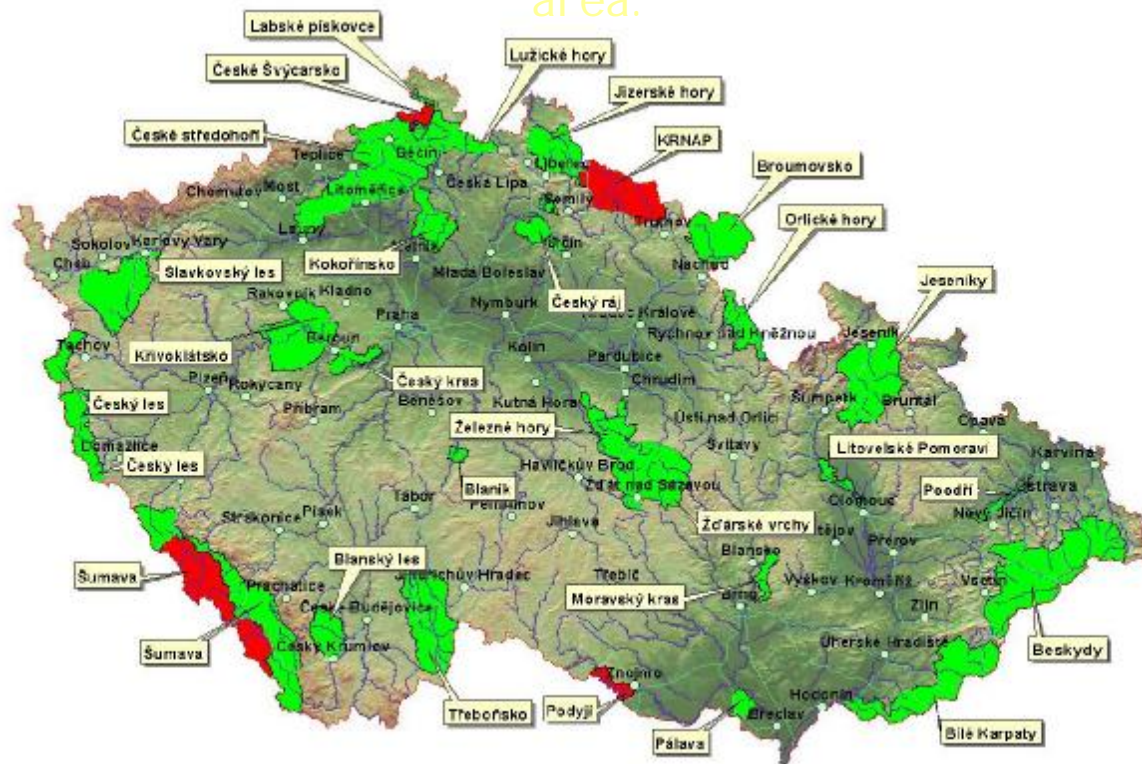 area.
Labské pískovce
České Švýcarsko
Lužické hory
Jizerské hory
České středohoří
KRNAP
Broumovsko
Teplice
Děčín
Liberec
Česká Lípa
Chomutov
Most
Litoměřice
Semily
Trutnov
Orlické hory
Louny
Jičín
Sokolov
Karlovy Vary
Cheb
Slavkovský les
Kokořínsko
Mladá Boleslav
Náchod
Jeseníky
Rakovník
Kladno
Nymburk
Český ráj
Hradec Králové
Praha
Rychnov nad Kněžnou
Jeseník
Křivoklátsko
Beroun
Tachov
Kolín
Pardubice
Plzeň
Rokycany
Český kras
Chrudim
Český les
Příbram
Benešov
Kutná Hora
Ústí nad Orlicí
Šumperk
Bruntál
Opava
Železné hory
Svitavy
Litovelské Pomoraví
Karviná
Domažlice
Český les
Havlíčkův Brod
Blaník
Žďár nad Sázavou
Poodří
Ostrava
Tábor
Pelhřimov
Olomouc
Nový Jičín
Strakonice
Písek
Jihlava
Žďárské vrchy
Přerov
Blanský les
Blansko
Šumava
Prachatice
Jindřichův Hradec
Třebíč
Vyškov
Kroměříž
Vsetín
Moravský kras
Brno
České Budějovice
Zlín
Šumava
Český Krumlov
Uherské Hradiště
Beskydy
Znojmo
Třeboňsko
Podyjí
Hodonín
Břeclav
Pálava
Bílé Karpaty